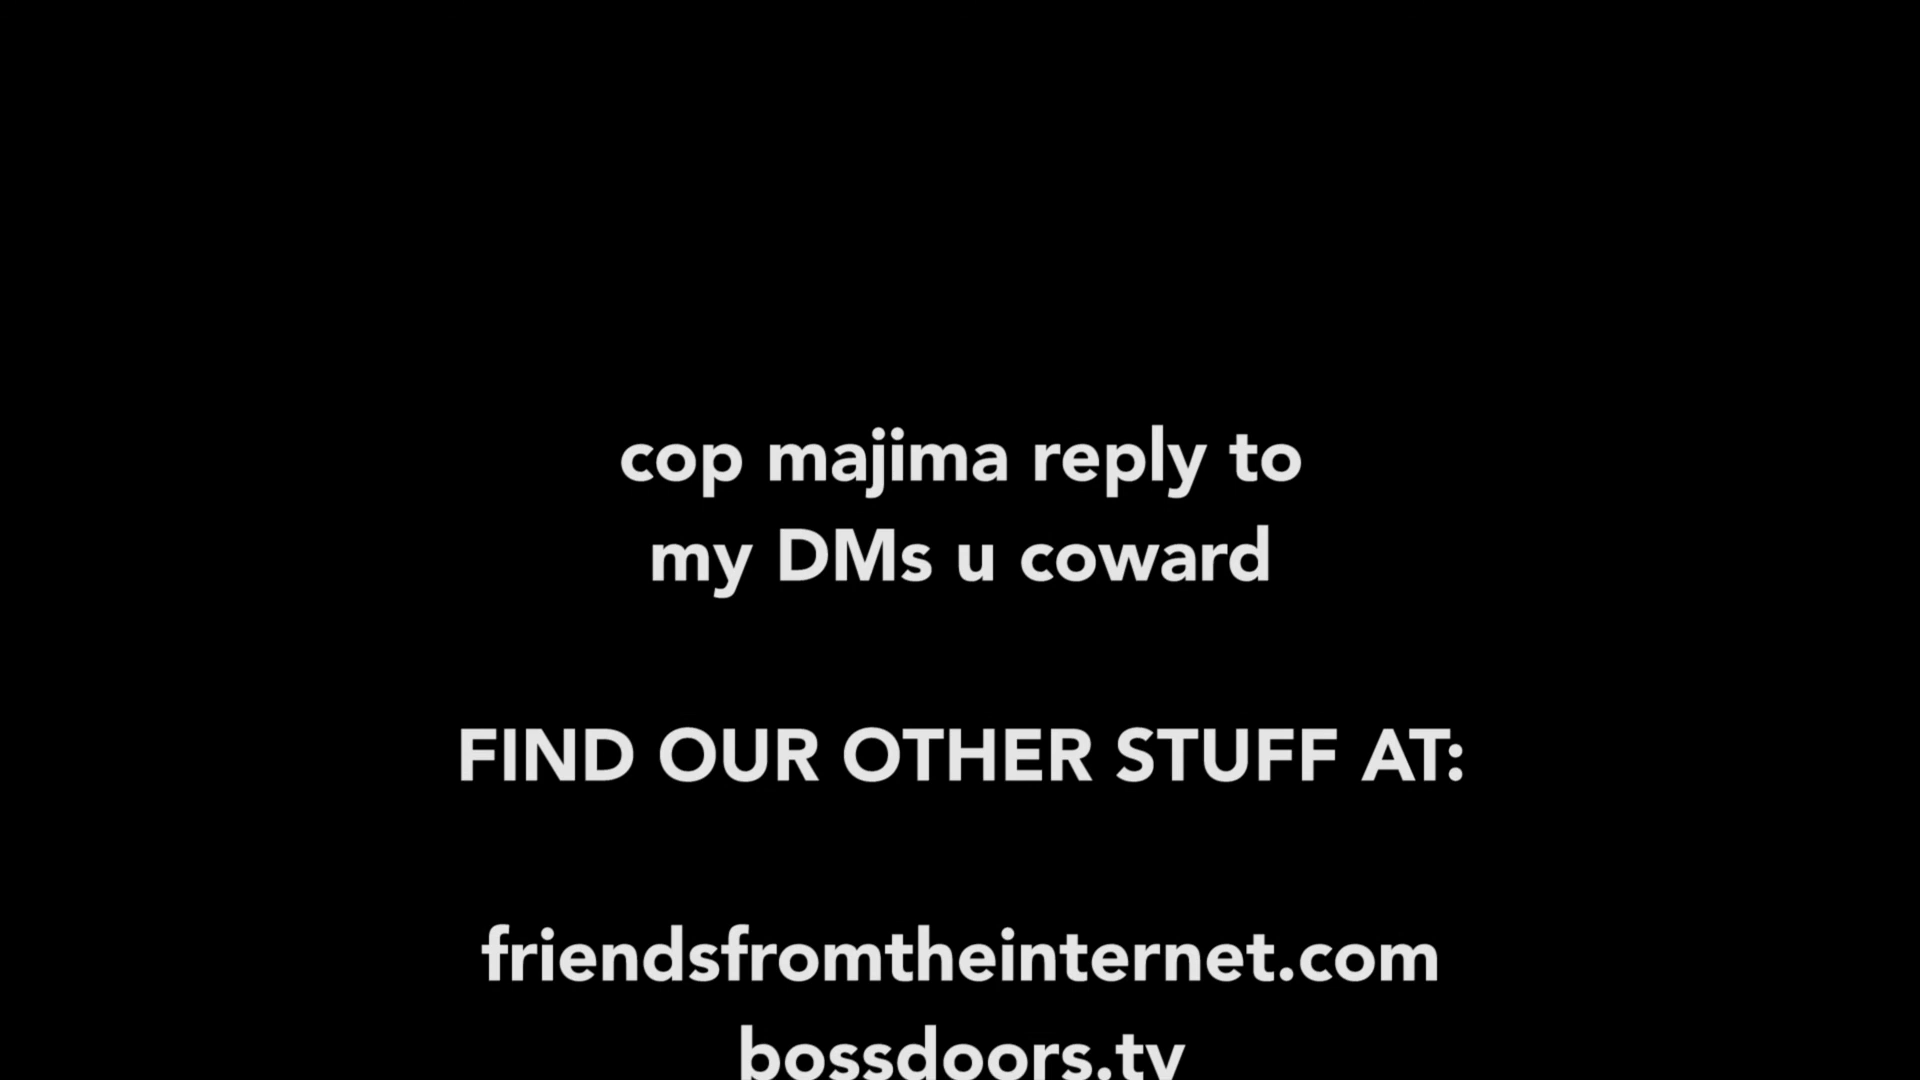 cop majima reply to
my DMs u coward
FIND OUR OTHER STUFF AT:
friendsfromtheinternet.com
bossdoors.tv